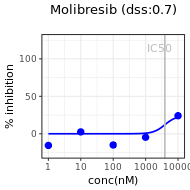 Molibresib (dss:0.7)
IC50
100
50
0
% inhibition
1 10 100 1000 10000
conc(nM)